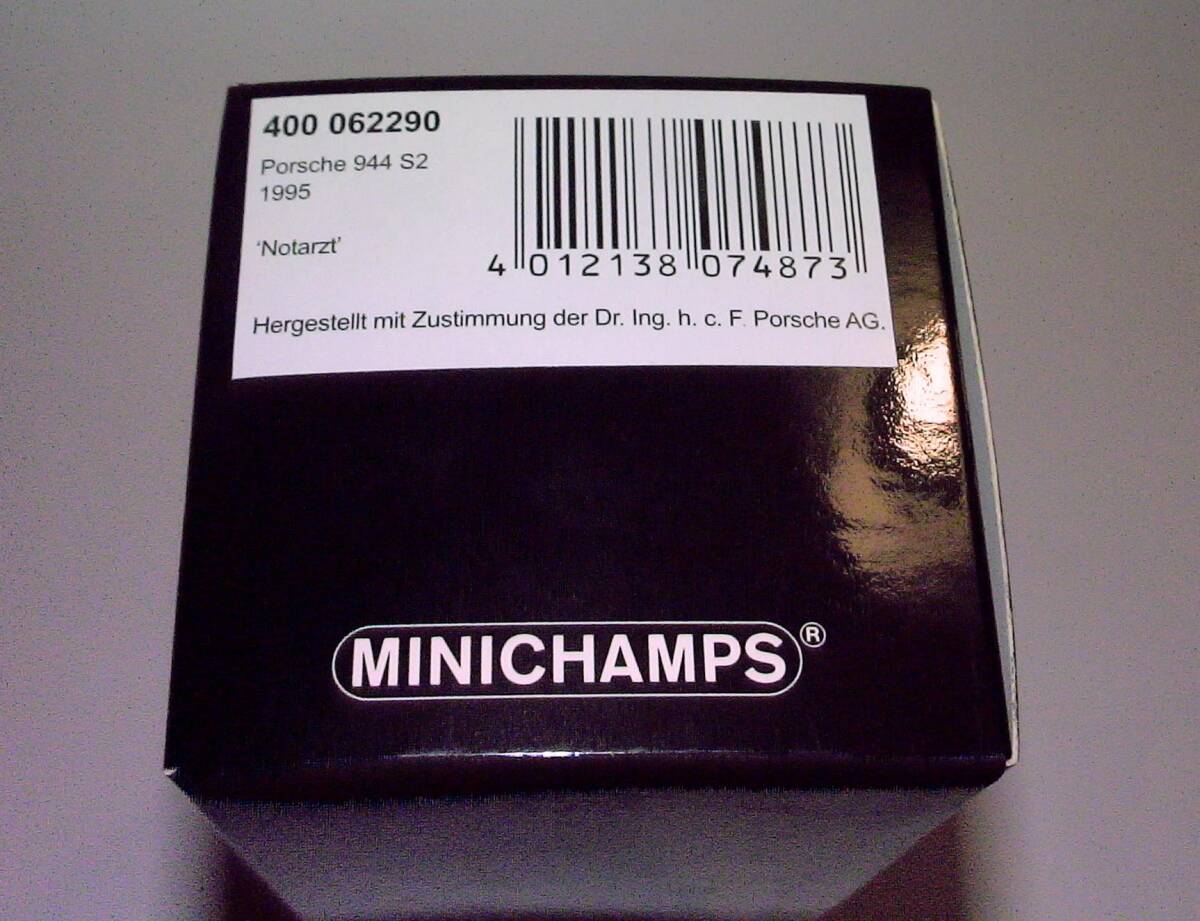 400 062290
Porsche 944 S2
1995
'Notarzt'
4 012138 074873
Hergestellt mit Zustimmung der Dr. Ing. h. c. F. Porsche AG.
MINICHAMPS®